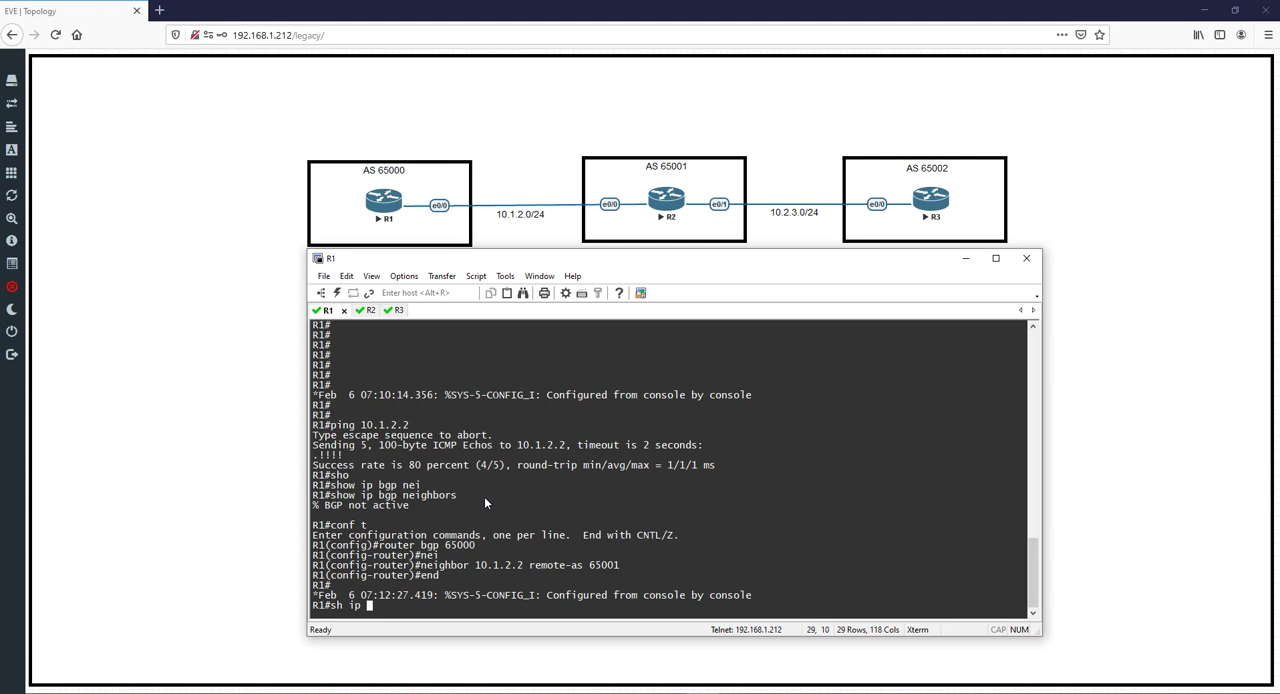 EVE | Topology
192.168.1.212/legacy/
AS 65000
AS 65001
AS 65002
e0/0
e0/0
e0/1
e0/0
10.1.2.0/24
10.2.3.0/24
R1
R2
R3
R1
File Edit View Options Transfer Script Tools Window Help
Enter host <Alt+R>
R1 R2 R3
R1#
R1#
R1#
R1#
R1#
R1#
R1#
*Feb  6 07:10:14.356: %SYS-5-CONFIG_I: Configured from console by console
R1#
R1#
R1#ping 10.1.2.2
Type escape sequence to abort.
Sending 5, 100-byte ICMP Echos to 10.1.2.2, timeout is 2 seconds:
.!!!!
Success rate is 80 percent (4/5), round-trip min/avg/max = 1/1/1 ms
R1#sho
R1#show ip bgp nei
R1#show ip bgp neighbors
% BGP not active
R1#conf t
Enter configuration commands, one per line.  End with CNTL/Z.
R1(config)#router bgp 65000
R1(config-router)#nei
R1(config-router)#neighbor 10.1.2.2 remote-as 65001
R1(config-router)#end
R1#
*Feb  6 07:12:27.419: %SYS-5-CONFIG_I: Configured from console by console
R1#sh ip
Ready Telnet: 192.168.1.212 29, 10 29 Rows, 118 Cols Xterm CAP NUM